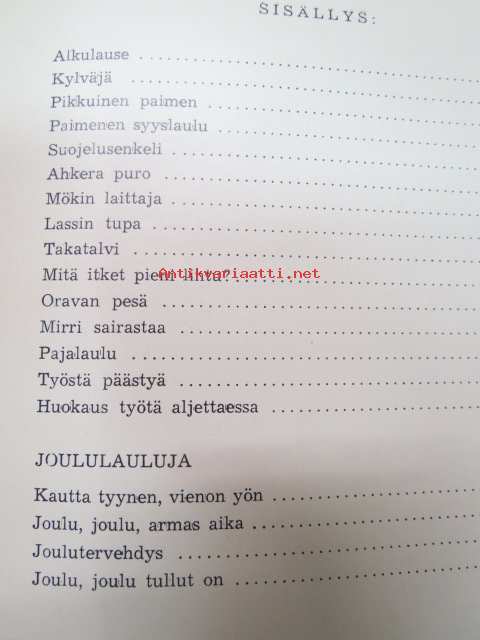 SISÄLLYS:
Alkulause
Kylväjä
Pikkuinen paimen
Paimenen syyslaulu
Suojelusenkeli
Ahkera puro
Mökin laittaja
Lassin tupa
Takatalvi
Mitä itket pieni
Antikvariaatti.net
Oravan pesä
Mirri sairastaa
Pajalaulu
Työstä päästyä
Huokaus työtä aljettaessa
JOULULAULUJA
Kautta tyynen, vienon yön
Joulu, joulu, armas aika
Joulutervehdys
Joulu, joulu tullut on